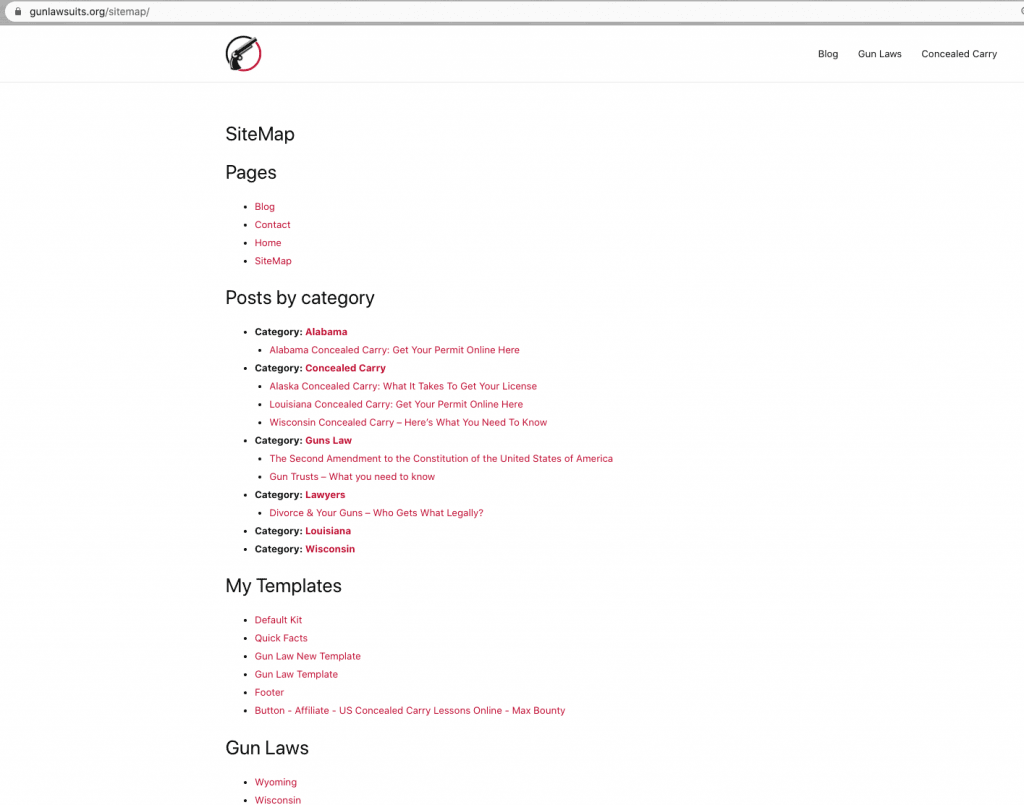 gunlawsuits.org/sitemap/
Blog Gun Laws Concealed Carry
SiteMap
Pages
Blog
Contact
Home
SiteMap
Posts by category
Category: Alabama
Alabama Concealed Carry: Get Your Permit Online Here
Category: Concealed Carry
Alaska Concealed Carry: What It Takes To Get Your License
Louisiana Concealed Carry: Get Your Permit Online Here
Wisconsin Concealed Carry – Here's What You Need To Know
Category: Guns Law
The Second Amendment to the Constitution of the United States of America
Gun Trusts – What you need to know
Category: Lawyers
Divorce & Your Guns – Who Gets What Legally?
Category: Louisiana
Category: Wisconsin
My Templates
Default Kit
Quick Facts
Gun Law New Template
Gun Law Template
Footer
Button - Affiliate - US Concealed Carry Lessons Online - Max Bounty
Gun Laws
Wyoming
Wisconsin